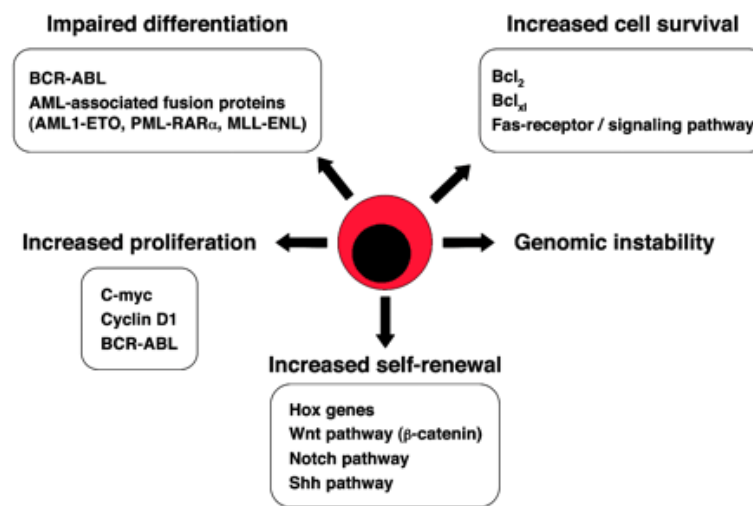 Impaired differentiation
BCR-ABL
AML-associated fusion proteins
(AML1-ETO, PML-RARα, MLL-ENL)
Increased cell survival
Bcl₂
Bclₓₗ
Fas-receptor / signaling pathway
Increased proliferation
C-myc
Cyclin D1
BCR-ABL
Genomic instability
Increased self-renewal
Hox genes
Wnt pathway (β-catenin)
Notch pathway
Shh pathway